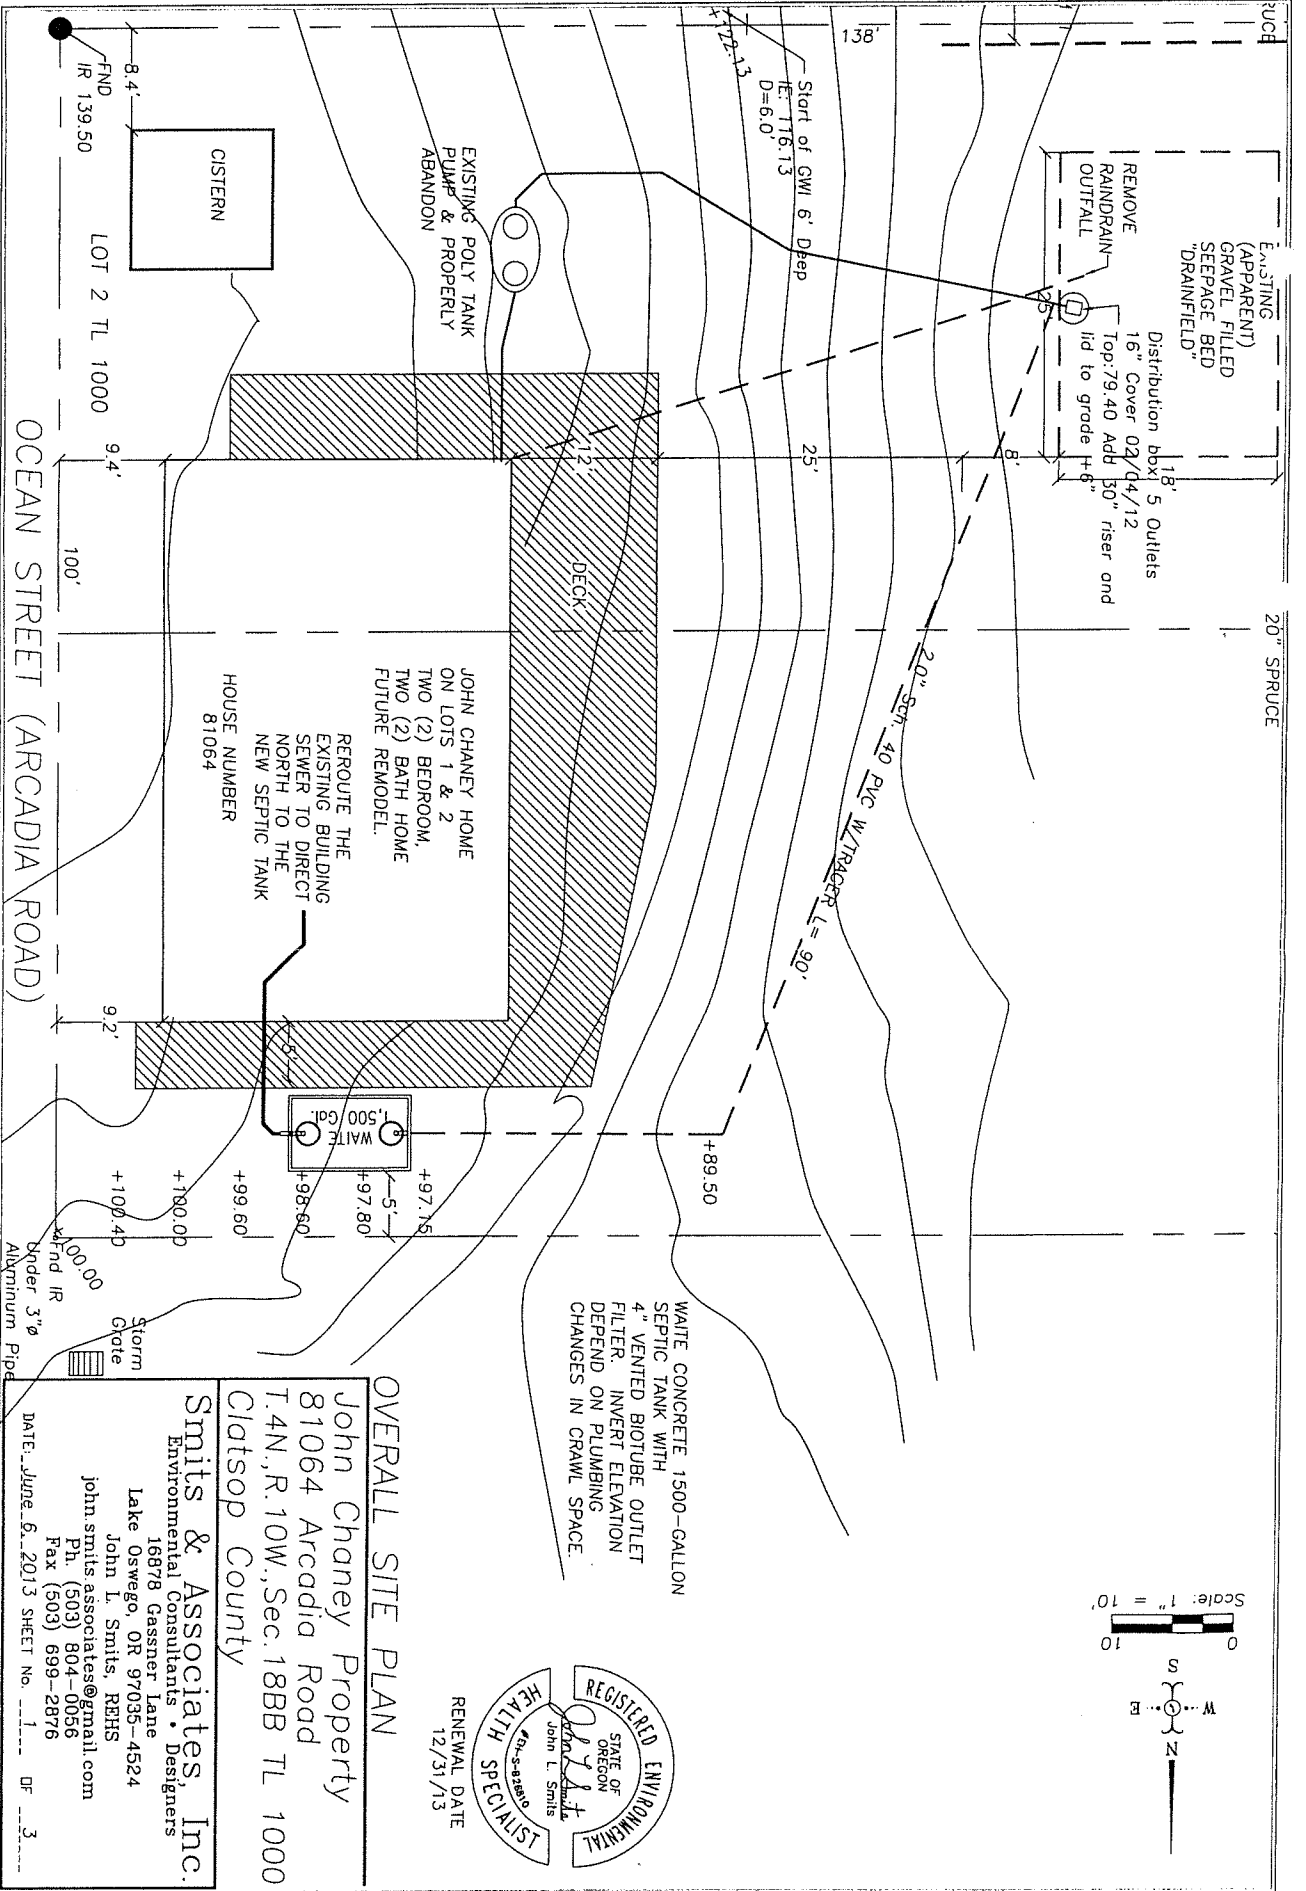 RUCE
138'
Start of GWI 6' Deep
IE: 116.13
D=6.0'
+122.13
REMOVE
RAINDRAIN
OUTFALL
(APPARENT)
GRAVEL FILLED
SEEPAGE BED
"DRAINFIELD"
Distribution box 5 Outlets
16" Cover 02/04/12
Top:79.40 Add 30" riser and
lid to grade +6"
18'
25'
8'
25'
20" SPRUCE
8.4'
FND
IR 139.50
CISTERN
LOT 2 TL 1000
EXISTING POLY TANK
PUMP & PROPERLY
ABANDON
12'
DECK
9.4'
100'
9.2'
OCEAN STREET (ARCADIA ROAD)
JOHN CHANEY HOME
ON LOTS 1 & 2
TWO (2) BEDROOM,
TWO (2) BATH HOME
FUTURE REMODEL.
REROUTE THE
EXISTING BUILDING
SEWER TO DIRECT
NORTH TO THE
NEW SEPTIC TANK
HOUSE NUMBER
81064
2.0" Sch. 40 PVC W/TRACER L= 90'
5'
WAITE
1,500 Gal.
5'
+89.50
+97.15
+97.80
+98.60
+99.60
+100.00
+100.40
100.00
Fnd IR
Under 3"ø
Aluminum Pipe
Storm
Grate
WAITE CONCRETE 1500-GALLON
SEPTIC TANK WITH
4" VENTED BIOTUBE OUTLET
FILTER. INVERT ELEVATION
DEPEND ON PLUMBING
CHANGES IN CRAWL SPACE.
Scale: 1" = 10'
0 10
S W E N
REGISTERED ENVIRONMENTAL
HEALTH SPECIALIST
STATE OF
OREGON
John L. Smits
John L. Smits
RENEWAL DATE
12/31/13
OVERALL SITE PLAN
John Chaney Property
81064 Arcadia Road
T.4N.,R.10W.,Sec.18BB TL 1000
Clatsop County
Smits & Associates, Inc.
Environmental Consultants • Designers
16878 Gassner Lane
Lake Oswego, OR 97035-4524
John L. Smits, REHS
john.smits.associates@gmail.com
Ph. (503) 804-0056
Fax (503) 699-2876
DATE: June 6, 2013 SHEET No. 1 OF 3